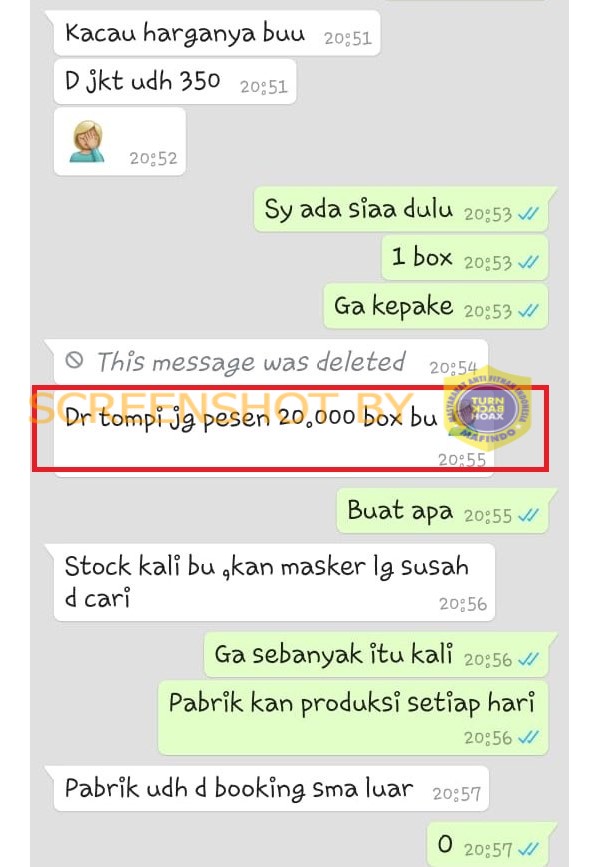 Kacau harganya buu 20:51
D jkt udh 350 20:51
20:52
Sy ada siaa dulu 20:53
1 box 20:53
Ga kepake 20:53
This message was deleted 20:54
SCREENSHOT BY
TURN
BACK
HOAX
MASYARAKAT ANTI FITNAH INDONESIA
MAFINDO
Dr tompi jg pesen 20.000 box bu
20:55
Buat apa 20:55
Stock kali bu ,kan masker lg susah
d cari 20:56
Ga sebanyak itu kali 20:56
Pabrik kan produksi setiap hari
20:56
Pabrik udh d booking sma luar 20:57
O 20:57